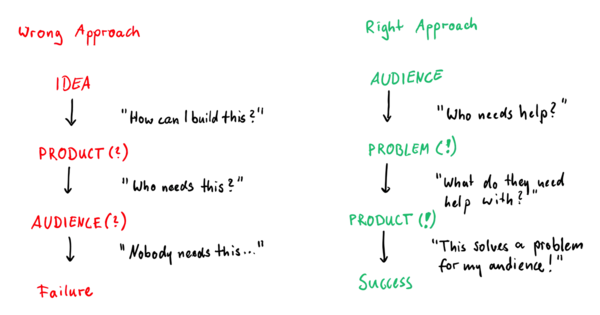 Wrong Approach
IDEA
"How can I build this?"
PRODUCT (?)
"Who needs this?"
AUDIENCE (?)
"Nobody needs this..."
Failure
Right Approach
AUDIENCE
"Who needs help?"
PROBLEM (!)
"What do they need
help with?"
PRODUCT (!)
"This solves a problem
for my audience!"
Success